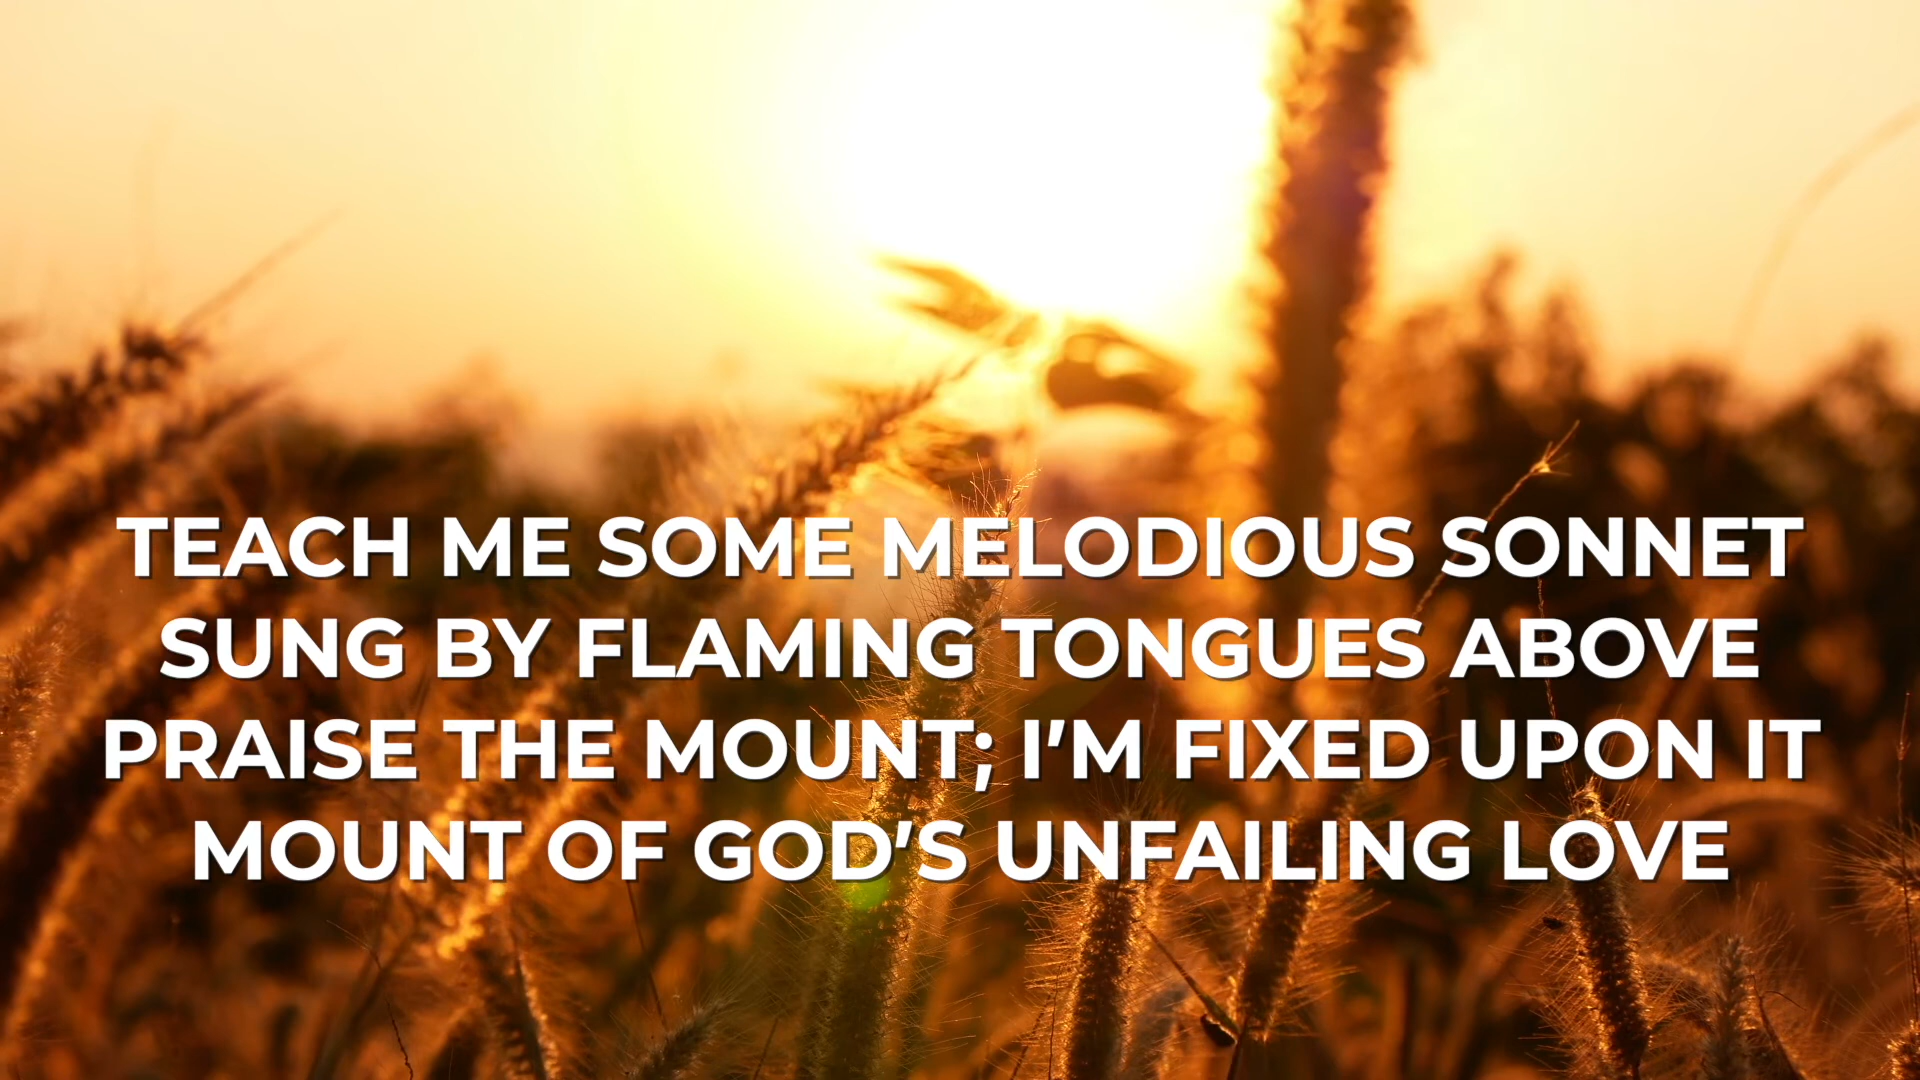 TEACH ME SOME MELODIOUS SONNET
SUNG BY FLAMING TONGUES ABOVE
PRAISE THE MOUNT; I’M FIXED UPON IT
MOUNT OF GOD’S UNFAILING LOVE